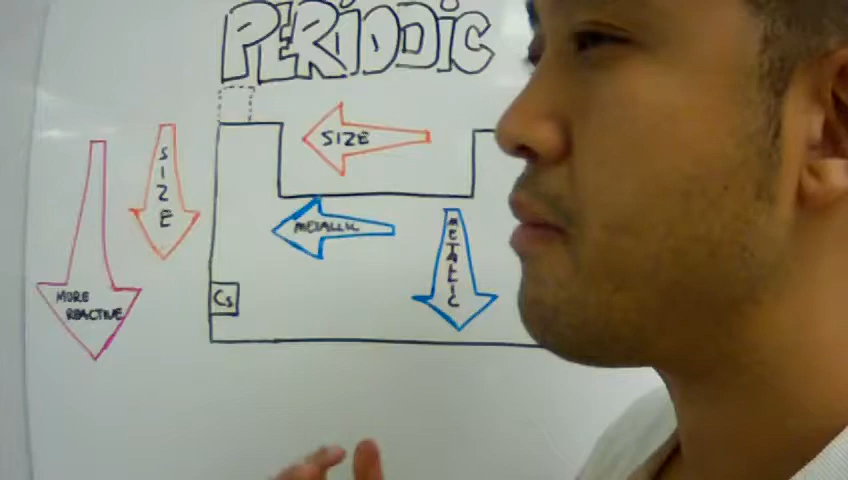 PERIODIC
SIZE
SIZE
METALLIC
METALLIC
MORE
REACTIVE
Cs